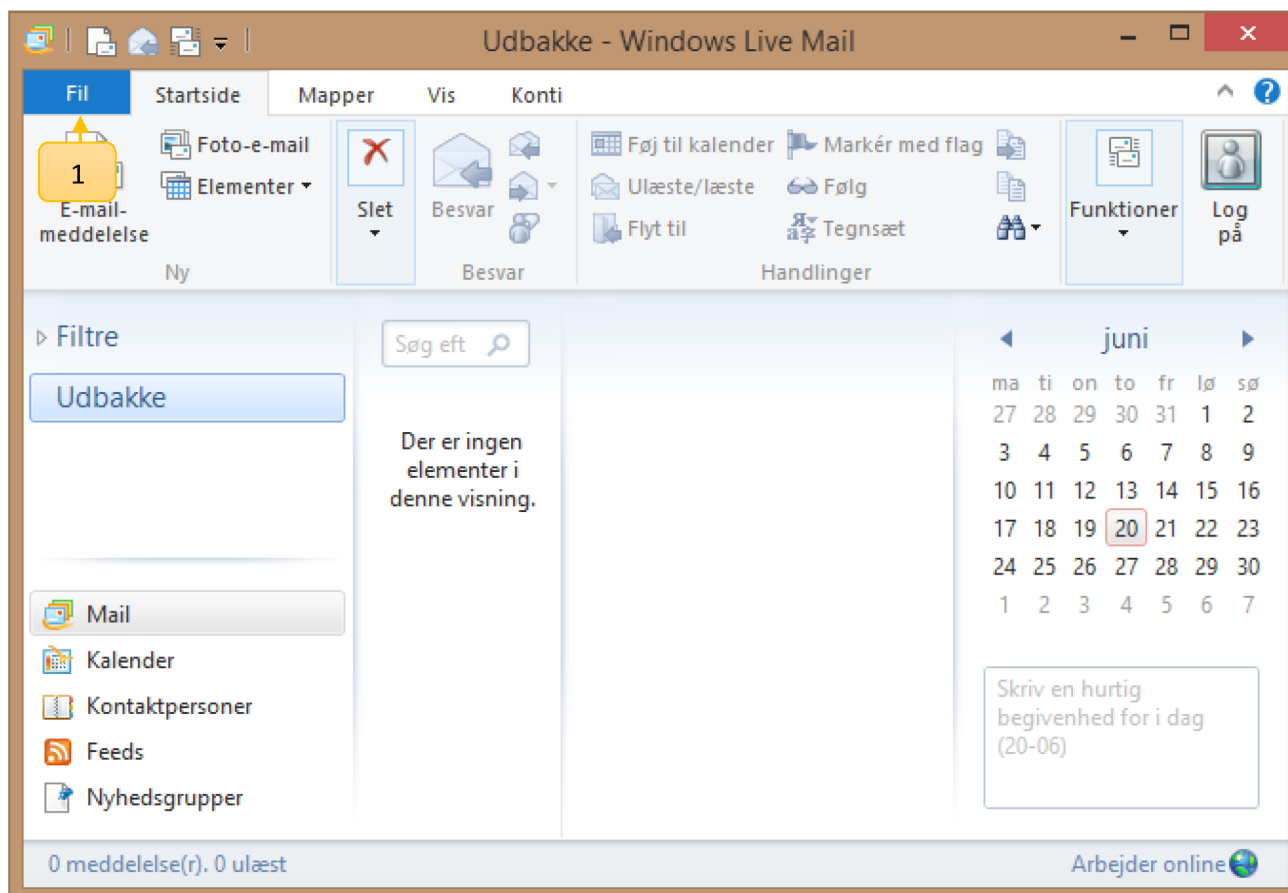 Udbakke - Windows Live Mail
Fil Startside Mapper Vis Konti
1
E-mail-
meddelelse
Foto-e-mail
Elementer
Ny
Slet
Besvar
Besvar
Føj til kalender
Ulæste/læste
Flyt til
Markér med flag
Følg
Tegnsæt
Handlinger
Funktioner
Log
på
Filtre
Udbakke
Mail
Kalender
Kontaktpersoner
Feeds
Nyhedsgrupper
Søg eft
Der er ingen
elementer i
denne visning.
juni
ma ti on to fr lø sø
27 28 29 30 31 1 2
3 4 5 6 7 8 9
10 11 12 13 14 15 16
17 18 19 20 21 22 23
24 25 26 27 28 29 30
1 2 3 4 5 6 7
Skriv en hurtig
begivenhed for i dag
(20-06)
0 meddelelse(r). 0 ulæst
Arbejder online